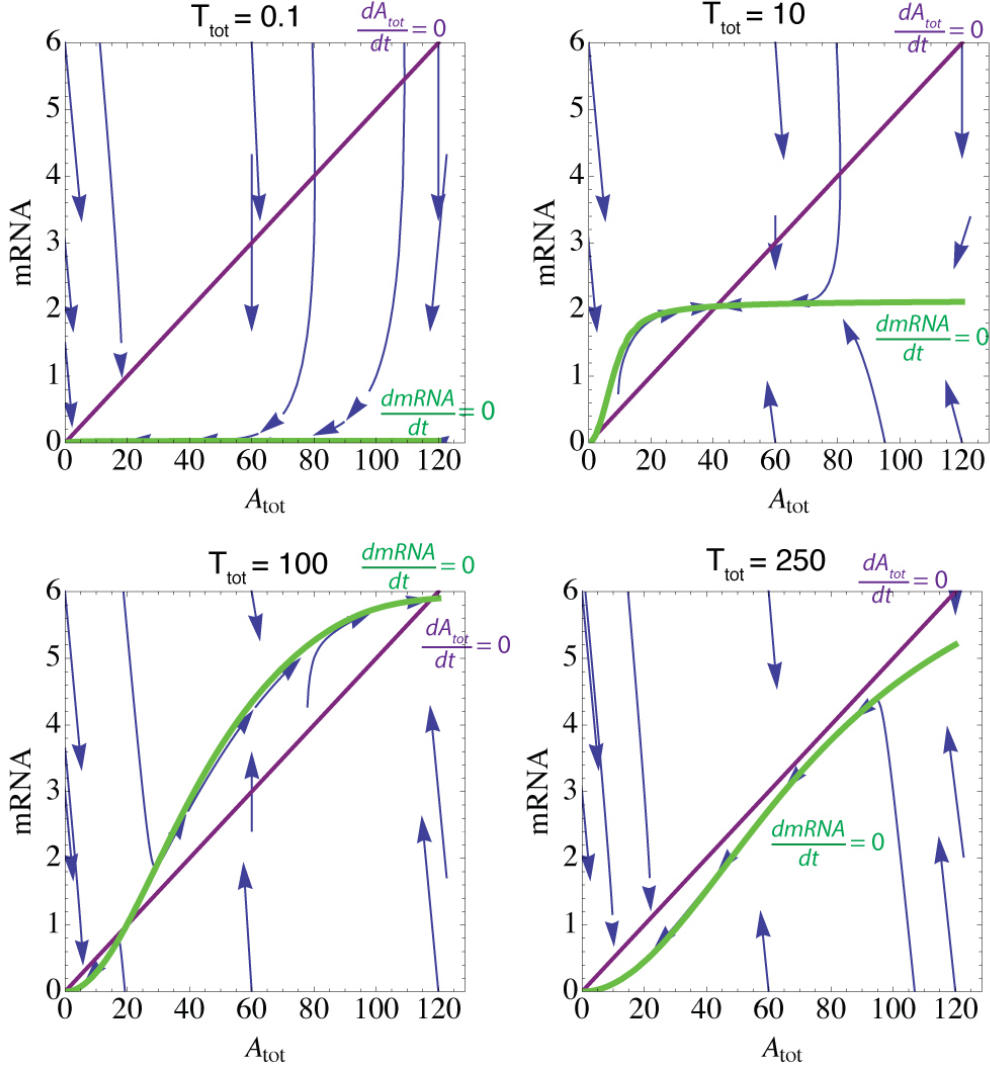 T_tot = 0.1
dA_tot/dt = 0
mRNA
6
5
4
3
2
1
0
dmRNA/dt = 0
0 20 40 60 80 100 120
A_tot
T_tot = 10
dA_tot/dt = 0
mRNA
6
5
4
3
2
1
0
dmRNA/dt = 0
0 20 40 60 80 100 120
A_tot
T_tot = 100
dmRNA/dt = 0
dA_tot/dt = 0
mRNA
6
5
4
3
2
1
0
0 20 40 60 80 100 120
A_tot
T_tot = 250
dA_tot/dt = 0
mRNA
6
5
4
3
2
1
0
dmRNA/dt = 0
0 20 40 60 80 100 120
A_tot